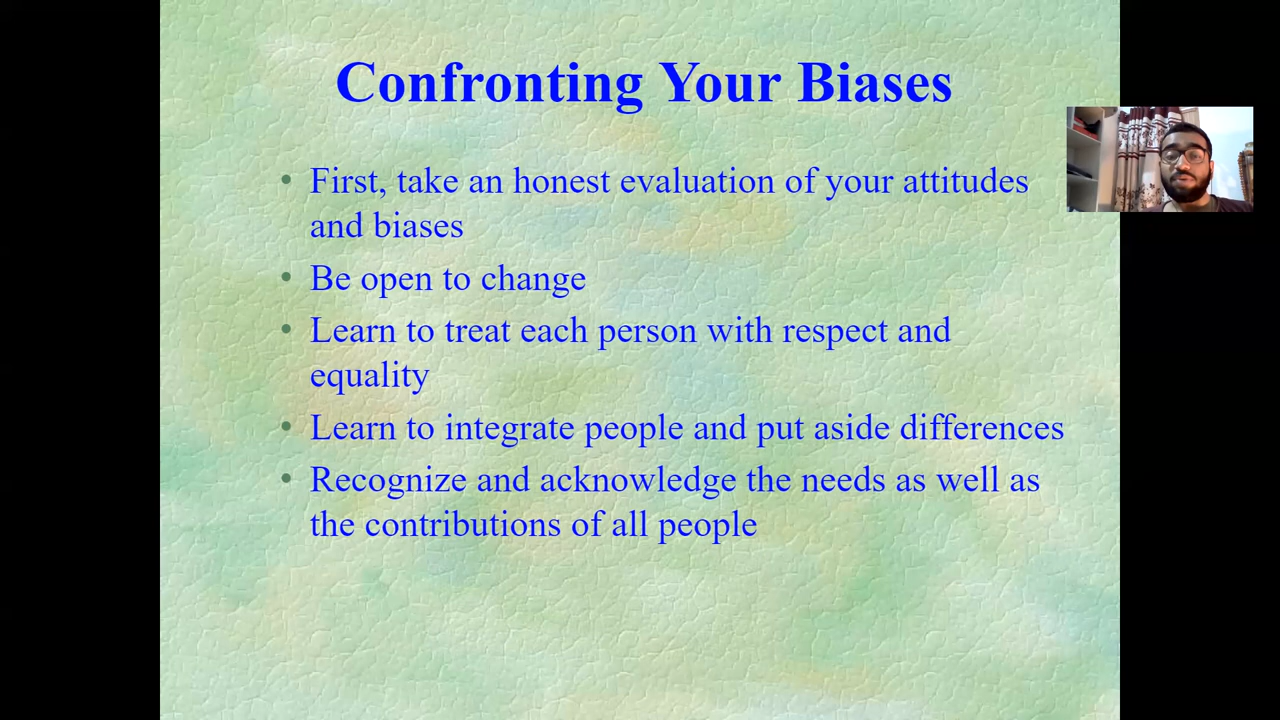 Confronting Your Biases
• First, take an honest evaluation of your attitudes
and biases
• Be open to change
• Learn to treat each person with respect and
equality
• Learn to integrate people and put aside differences
• Recognize and acknowledge the needs as well as
the contributions of all people